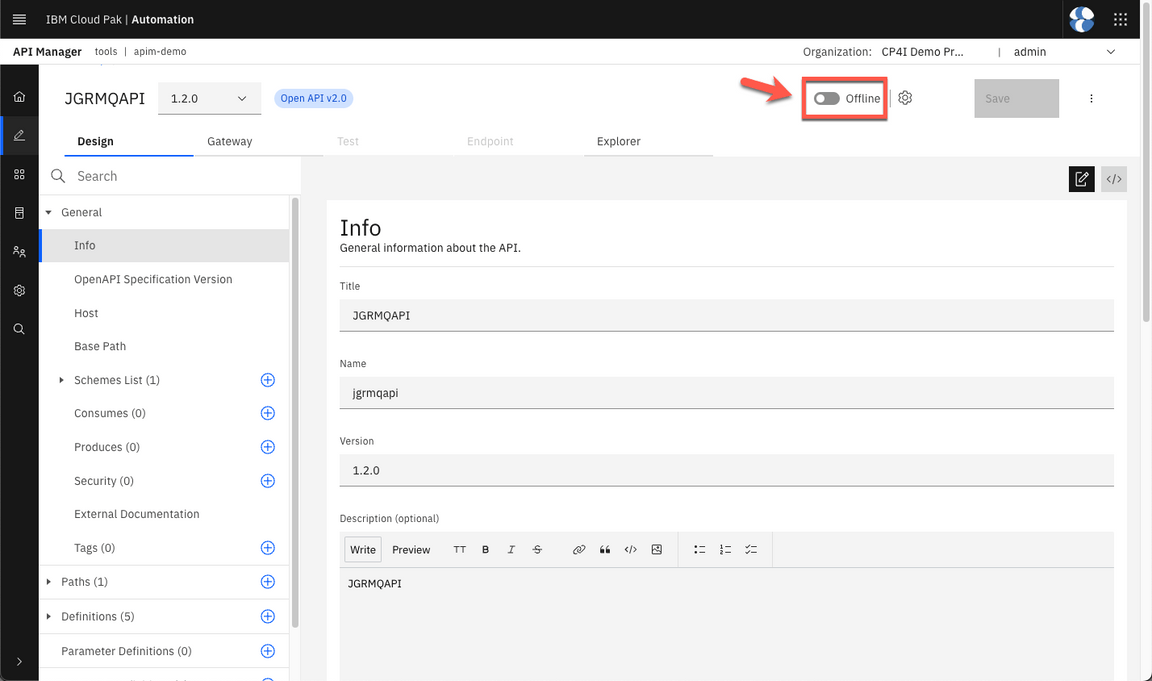 IBM Cloud Pak | Automation
API Manager tools | apim-demo Organization: CP4I Demo Pr... | admin
JGRMQAPI 1.2.0 Open API v2.0 Offline Save
Design Gateway Test Endpoint Explorer
Search
General
Info
OpenAPI Specification Version
Host
Base Path
Schemes List (1)
Consumes (0)
Produces (0)
Security (0)
External Documentation
Tags (0)
Paths (1)
Definitions (5)
Parameter Definitions (0)
Info
General information about the API.
Title
JGRMQAPI
Name
jgrmqapi
Version
1.2.0
Description (optional)
Write Preview TT B I S
JGRMQAPI